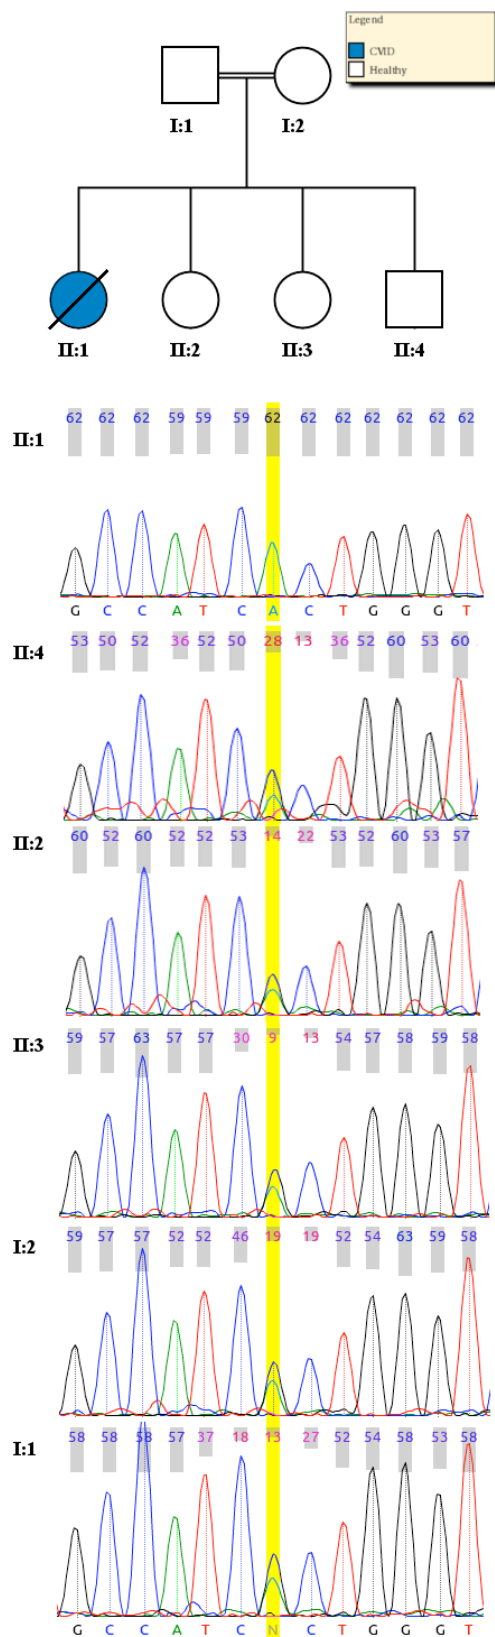 Legend
CVID
Healthy
I:1 I:2
II:1 II:2 II:3 II:4
II:1
62 62 62 59 59 59 62 62 62 62 62 62 62
G C C A T C A C T G G G T
II:4
53 50 52 36 52 50 28 13 36 52 60 53 60
II:2
60 52 60 52 52 53 14 22 53 52 60 53 57
II:3
59 57 63 57 57 30 9 13 54 57 58 59 58
I:2
59 57 57 52 52 46 19 19 52 54 63 59 58
I:1
58 58 58 57 37 18 13 27 52 54 58 53 58
G C C A T C N C T G G G T